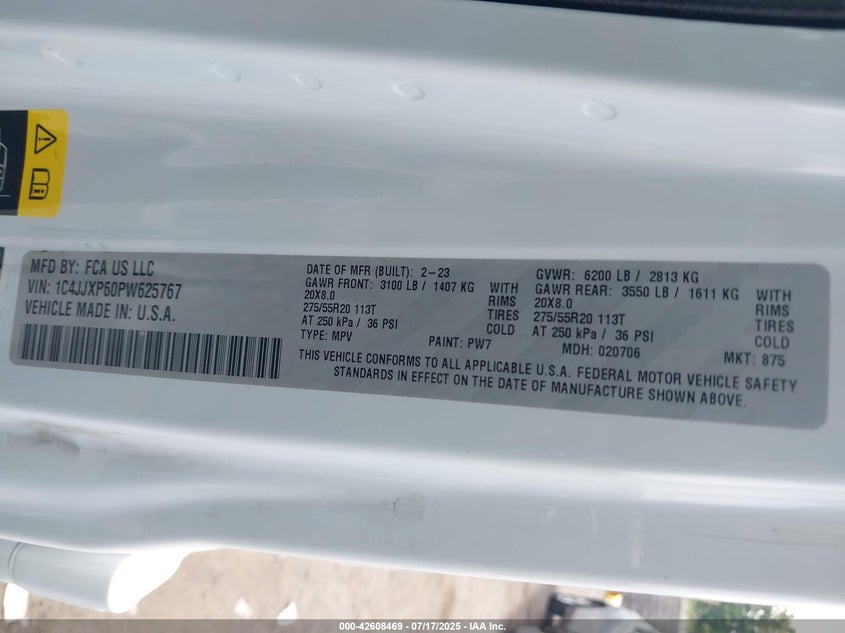 MFD BY: FCA US LLC
VIN: 1C4JJXP60PW625767
VEHICLE MADE IN: U.S.A.
DATE OF MFR (BUILT): 2-23
GAWR FRONT: 3100 LB / 1407 KG WITH
20X8.0 RIMS
275/55R20 113T TIRES
AT 250 kPa / 36 PSI COLD
TYPE: MPV PAINT: PW7
GVWR: 6200 LB / 2813 KG
GAWR REAR: 3550 LB / 1611 KG WITH
20X8.0 RIMS
275/55R20 113T TIRES
AT 250 kPa / 36 PSI COLD
MDH: 020706 MKT: 875
THIS VEHICLE CONFORMS TO ALL APPLICABLE U.S.A. FEDERAL MOTOR VEHICLE SAFETY
STANDARDS IN EFFECT ON THE DATE OF MANUFACTURE SHOWN ABOVE.
000-42608469 - 07/17/2025 - IAA Inc.